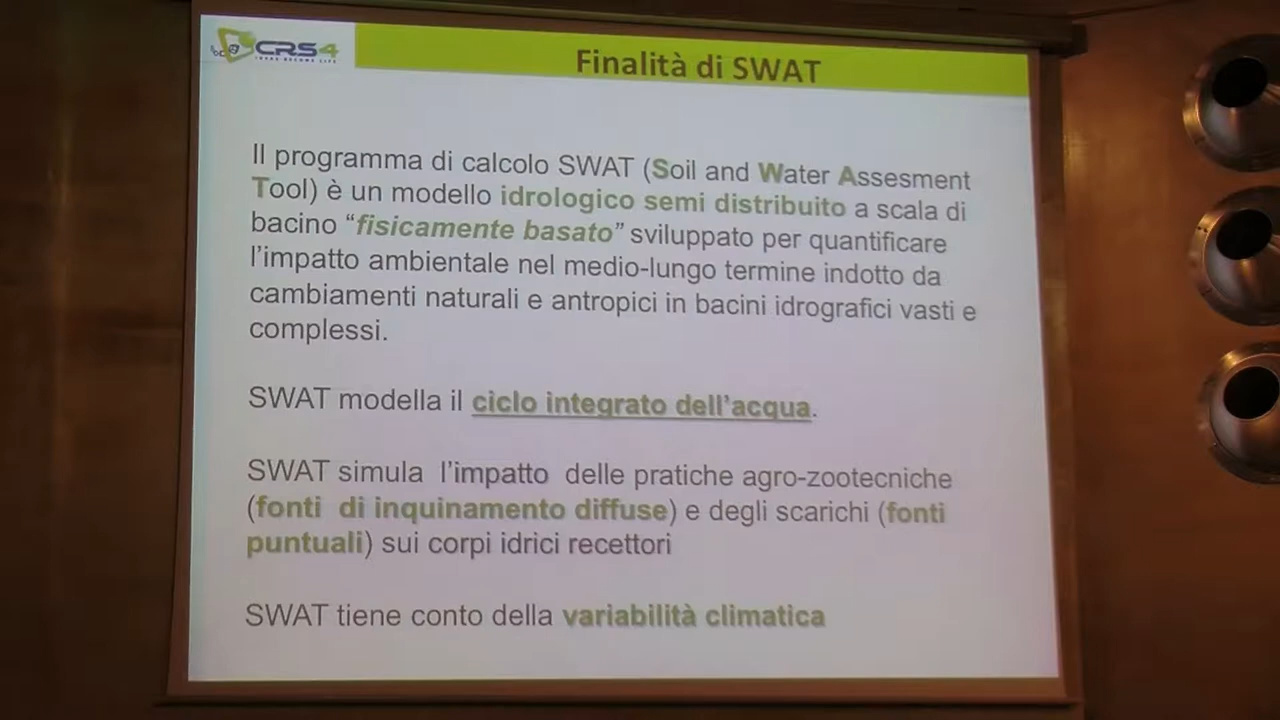 CRS4
Finalità di SWAT
Il programma di calcolo SWAT (Soil and Water Assesment
Tool) è un modello idrologico semi distribuito a scala di
bacino “fisicamente basato” sviluppato per quantificare
l’impatto ambientale nel medio-lungo termine indotto da
cambiamenti naturali e antropici in bacini idrografici vasti e
complessi.
SWAT modella il ciclo integrato dell’acqua.
SWAT simula l’impatto delle pratiche agro-zootecniche
(fonti di inquinamento diffuse) e degli scarichi (fonti
puntuali) sui corpi idrici recettori
SWAT tiene conto della variabilità climatica